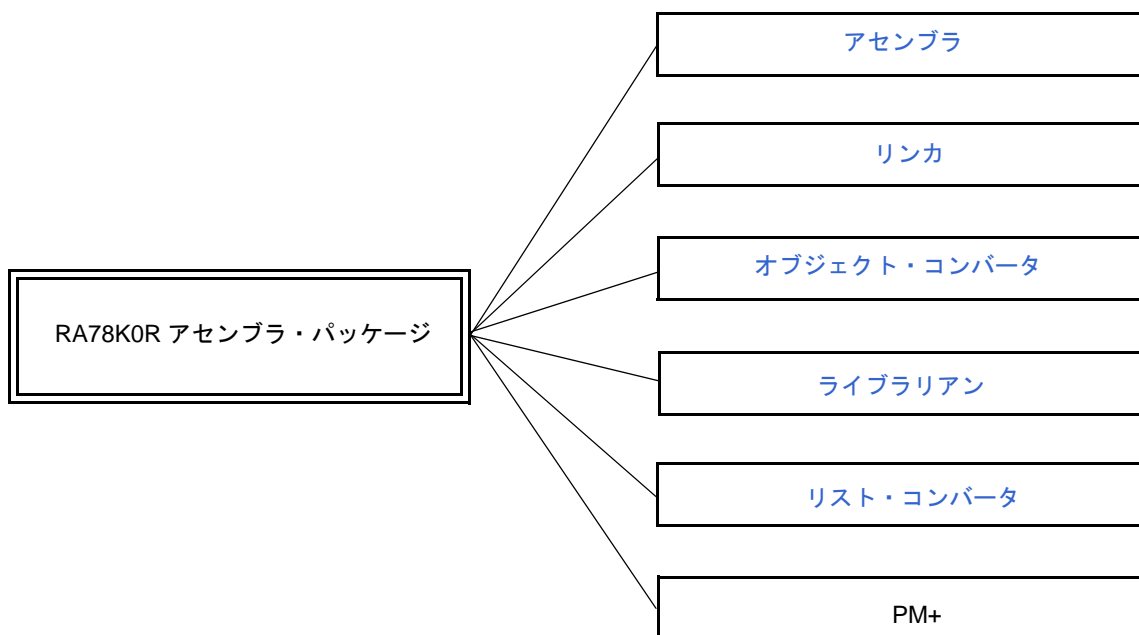 アセンブラ
リンカ
オブジェクト・コンバータ
RA78K0R アセンブラ・パッケージ
ライブラリアン
リスト・コンバータ
PM+